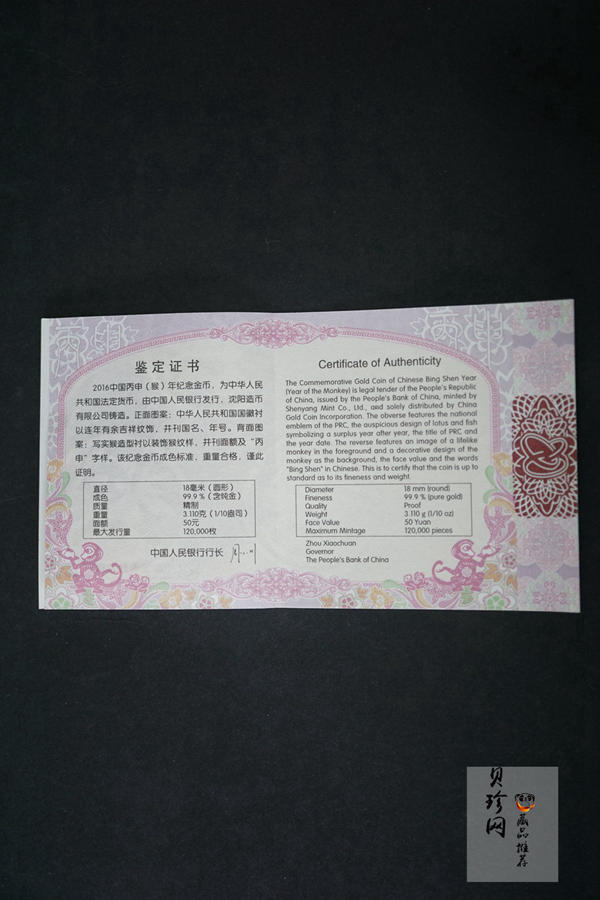 鉴定证书
2016中国丙申（猴）年纪念金币，为中华人民
共和国法定货币，由中国人民银行发行，沈阳造币
有限公司铸造。正面图案：中华人民共和国国徽衬
以连年有余吉祥纹饰，并刊国名、年号。背面图
案：写实猴造型衬以装饰猴纹样，并刊面额及“丙
申”字样。该纪念金币成色标准，重量合格，谨此
证明。
直径 18毫米（圆形）
成色 99.9％（含纯金）
质量 精制
重量 3.110克（1/10盎司）
面额 50元
最大发行量 120,000枚
中国人民银行行长
Certificate of Authenticity
The Commemorative Gold Coin of Chinese Bing Shen Year
(Year of the Monkey) is legal tender of the People's Republic
of China, issued by the People's Bank of China, minted by
Shenyang Mint Co., Ltd., and solely distributed by China
Gold Coin Incorporation. The obverse features the national
emblem of the PRC, the auspicious design of lotus and fish
symbolizing a surplus year after year, the title of PRC and
the year date. The reverse features an image of a lifelike
monkey in the foreground and a decorative design of the
monkey as the background, the face value and the words
"Bing Shen" in Chinese. This is to certify that the coin is up to
standard as to its fineness and weight.
Diameter 18 mm (round)
Fineness 99.9 % (pure gold)
Quality Proof
Weight 3.110 g (1/10 oz)
Face Value 50 Yuan
Maximum Mintage 120,000 pieces
Zhou Xiaochuan
Governor
The People's Bank of China
贝珍网
藏品推荐